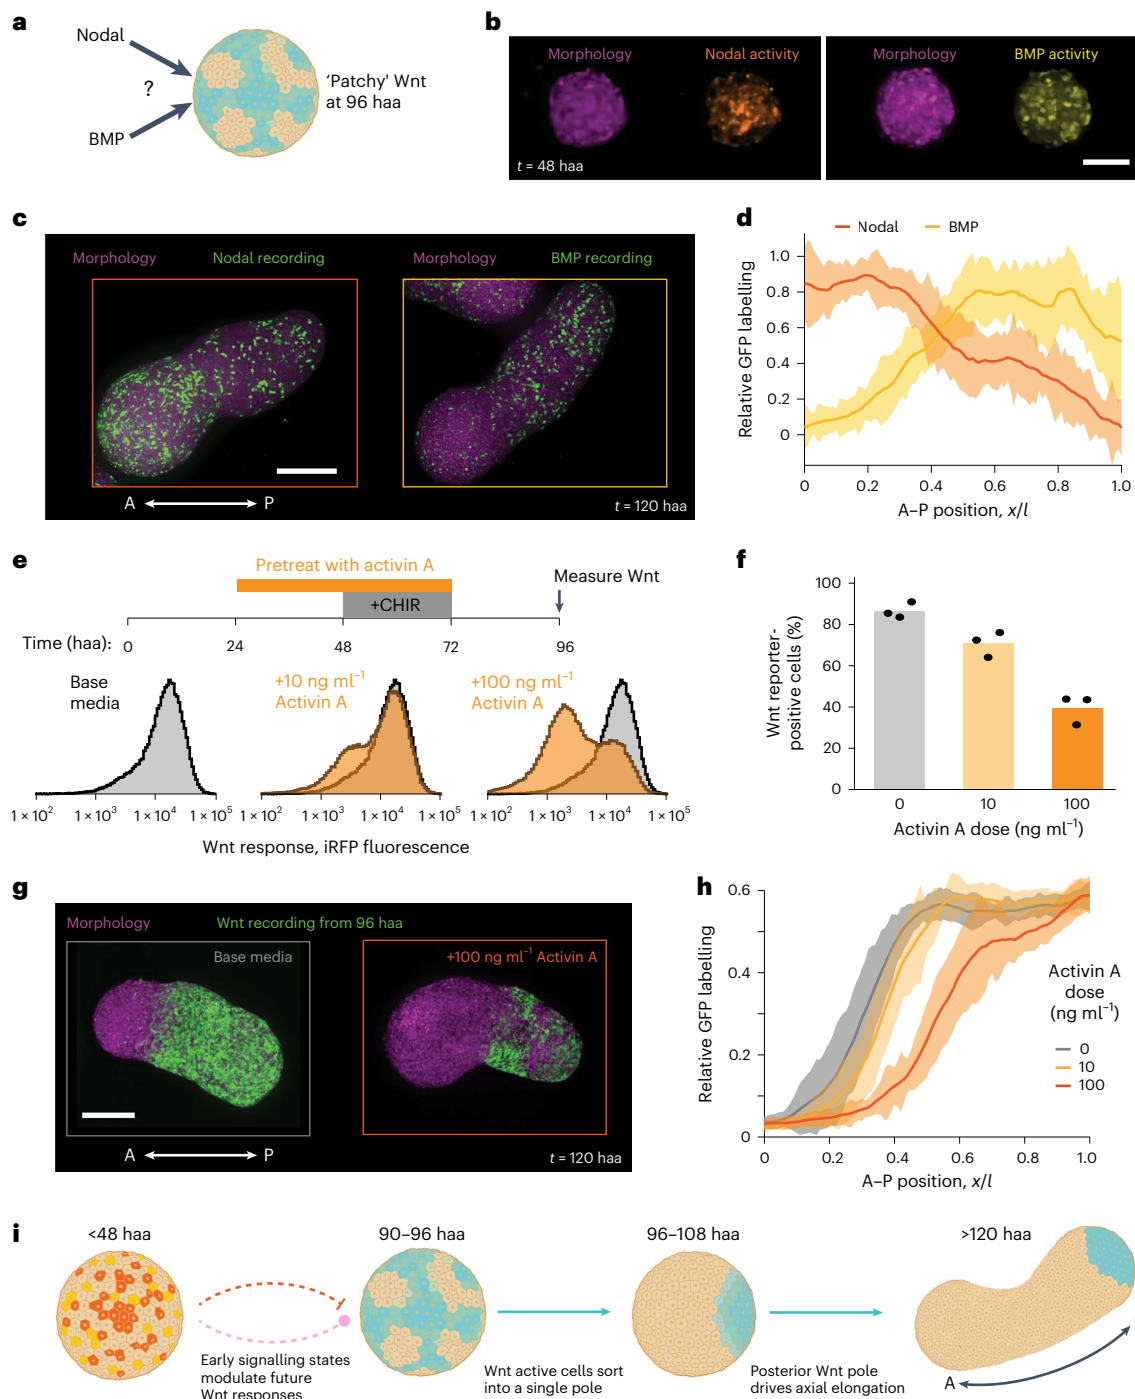 a
Nodal
?
BMP
'Patchy' Wnt
at 96 haa
b
Morphology
Nodal activity
Morphology
BMP activity
t = 48 haa
c
Morphology
Nodal recording
Morphology
BMP recording
A
P
t = 120 haa
d
Nodal
BMP
Relative GFP labelling
1.0
0.8
0.6
0.4
0.2
0
0
0.2
0.4
0.6
0.8
1.0
A–P position, x/l
e
Pretreat with activin A
+CHIR
Measure Wnt
Time (haa):
0
24
48
72
96
Base
media
+10 ng ml⁻¹
Activin A
+100 ng ml⁻¹
Activin A
1 × 10²
1 × 10³
1 × 10⁴
1 × 10⁵
1 × 10²
1 × 10³
1 × 10⁴
1 × 10⁵
1 × 10²
1 × 10³
1 × 10⁴
1 × 10⁵
Wnt response, iRFP fluorescence
f
Wnt reporter-
positive cells (%)
100
80
60
40
20
0
0
10
100
Activin A dose (ng ml⁻¹)
g
Morphology
Wnt recording from 96 haa
Base media
+100 ng ml⁻¹ Activin A
A
P
t = 120 haa
h
Relative GFP labelling
0.6
0.4
0.2
0
0
0.2
0.4
0.6
0.8
1.0
A–P position, x/l
Activin A
dose
(ng ml⁻¹)
0
10
100
i
<48 haa
90–96 haa
96–108 haa
>120 haa
Early signalling states
modulate future
Wnt responses
Wnt active cells sort
into a single pole
Posterior Wnt pole
drives axial elongation
A